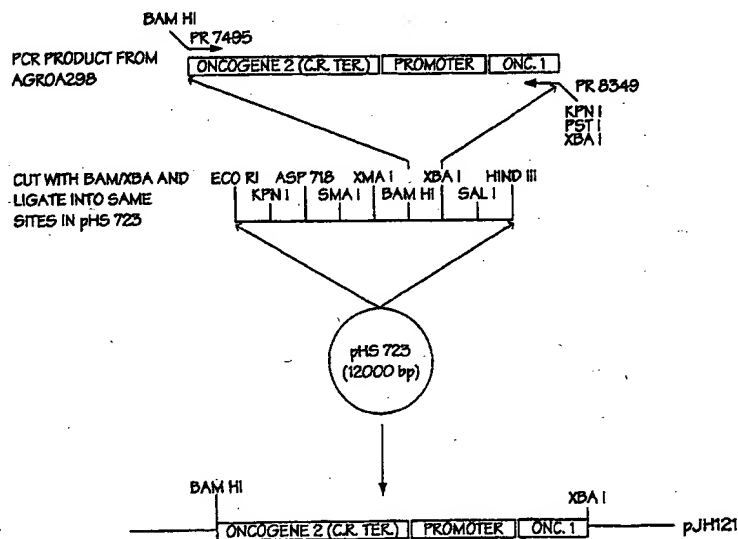 BAM HI
PR 7495
PCR PRODUCT FROM
AGROA298
ONCOGENE 2 (C.R. TER.) PROMOTER ONC. 1
PR 8349
KPN I
PST I
XBA I
CUT WITH BAM/XBA AND
LIGATE INTO SAME
SITES IN pHS 723
ECO RI ASP 718 XMA I XBA I HIND III
KPN I SMA I BAM HI SAL I
pHS 723
(12000 bp)
BAM HI
XBA I
ONCOGENE 2 (C.R. TER.) PROMOTER ONC. 1
pJH121